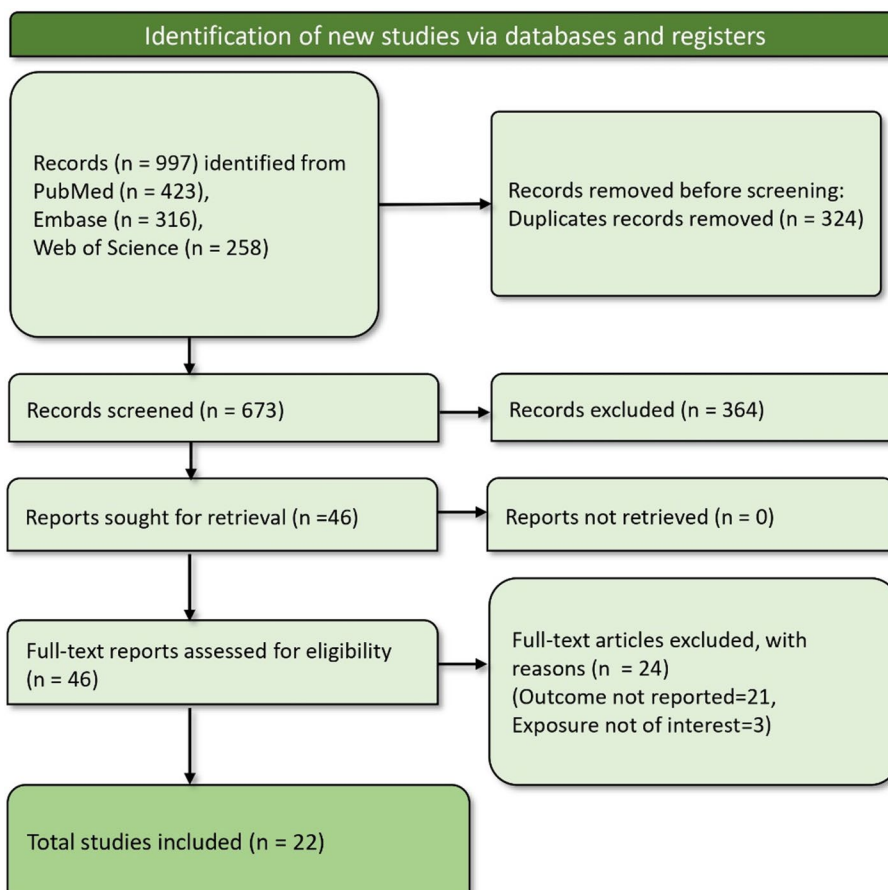 Identification of new studies via databases and registers
Records (n = 997) identified from
PubMed (n = 423),
Embase (n = 316),
Web of Science (n = 258)
Records removed before screening:
Duplicates records removed (n = 324)
Records screened (n = 673)
Records excluded (n = 364)
Reports sought for retrieval (n =46)
Reports not retrieved (n = 0)
Full-text reports assessed for eligibility
(n = 46)
Full-text articles excluded, with
reasons (n  = 24)
(Outcome not reported=21,
Exposure not of interest=3)
Total studies included (n = 22)